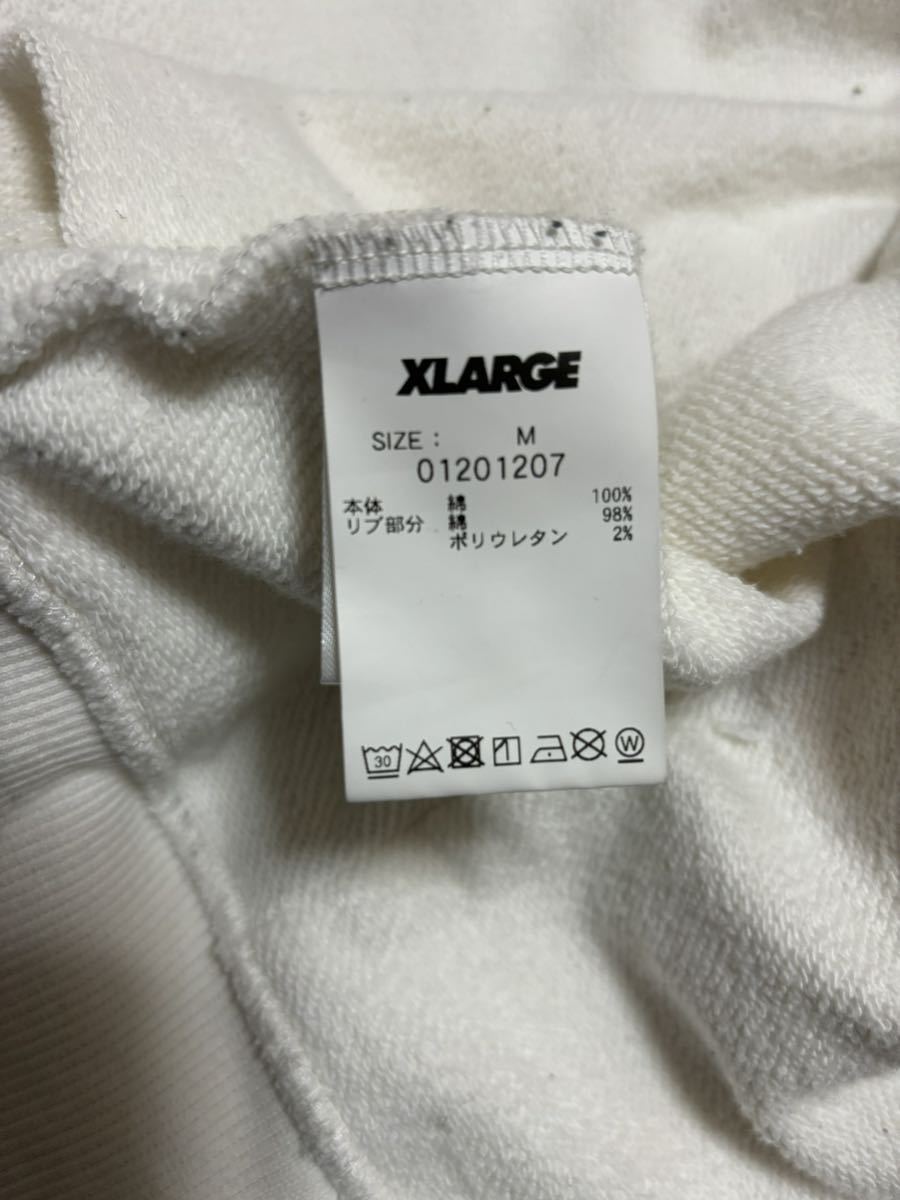 XLARGE
SIZE : M
01201207
本体 綿 100%
リブ部分 綿 98%
ポリウレタン 2%
30 W